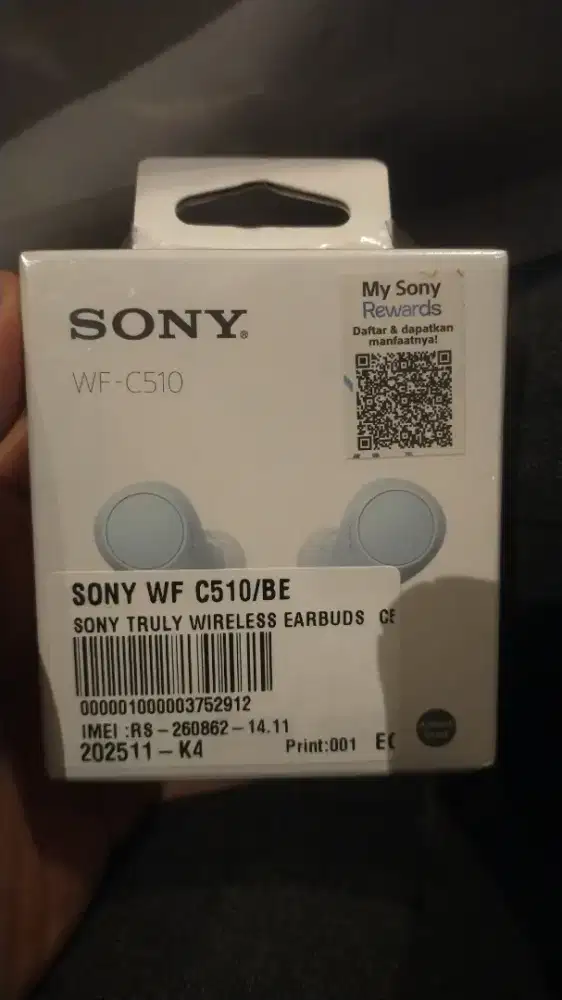 SONY
WF-C510
My Sony
Rewards
Daftar & dapatkan
manfaatnya!
SONY WF C510/BE
SONY TRULY WIRELESS EARBUDS
000001000003752912
IMEI :RS-260862-14.11
202511-K4
Print:001